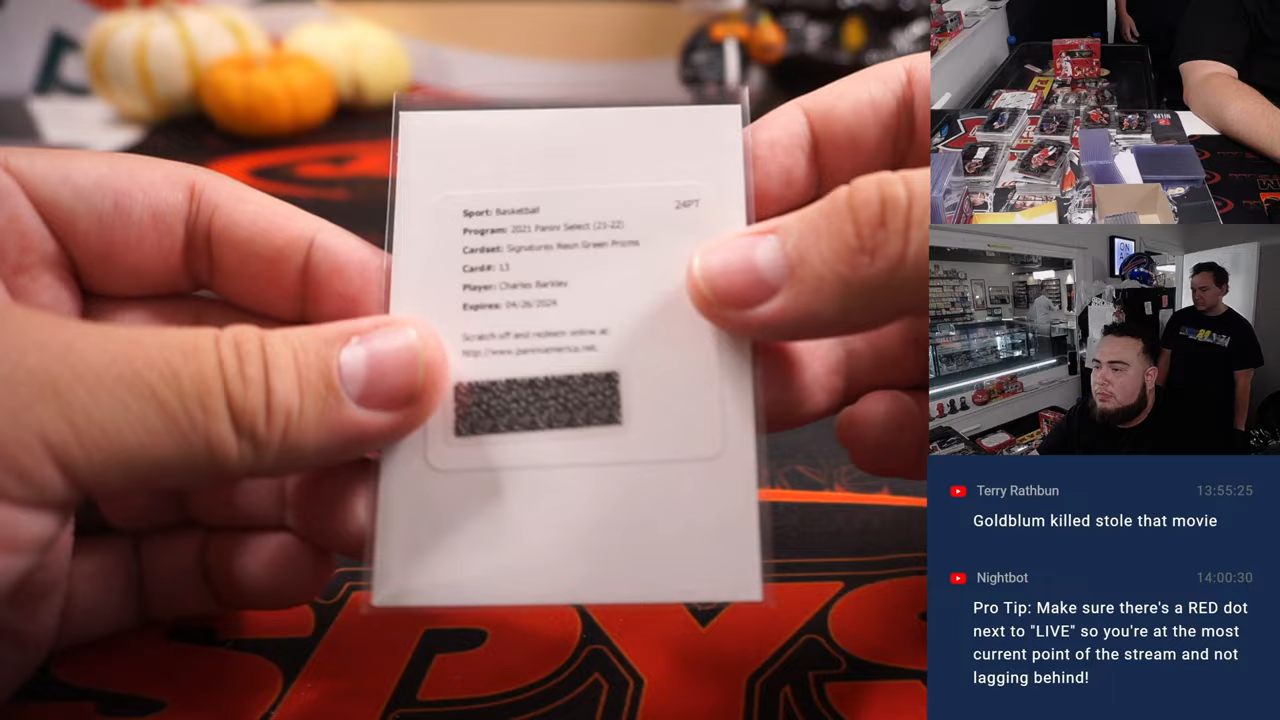 24PT
Sport: Basketball
Program: 2021 Panini Select (21-22)
Cardset: Signatures Neon Green Prizms
Card#: 13
Player: Charles Barkley
Expires: 04/26/2024
Scratch off and redeem online at:
http://www.paniniamerica.net.
SPYS
ON
Terry Rathbun 13:55:25
Goldblum killed stole that movie
Nightbot 14:00:30
Pro Tip: Make sure there's a RED dot
next to "LIVE" so you're at the most
current point of the stream and not
lagging behind!